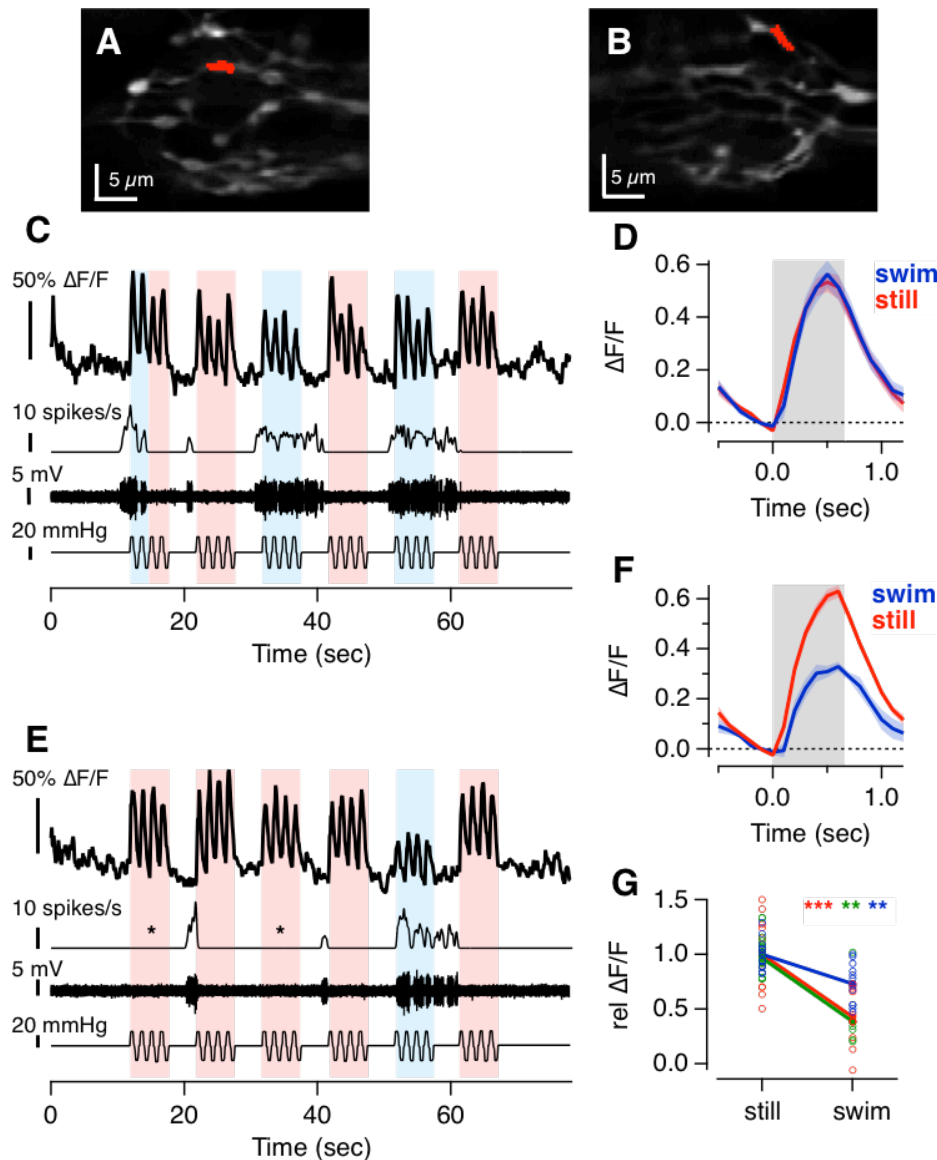 A
5 µm
B
5 µm
C
50% ΔF/F
10 spikes/s
5 mV
20 mmHg
0 20 40 60
Time (sec)
D
0.6
0.4
0.2
0.0
ΔF/F
swim
still
0.0 1.0
Time (sec)
E
50% ΔF/F
10 spikes/s
* *
5 mV
20 mmHg
0 20 40 60
Time (sec)
F
0.6
0.4
0.2
0.0
ΔF/F
swim
still
0.0 1.0
Time (sec)
G
1.5
1.0
0.5
0.0
rel ΔF/F
*** ** **
still swim